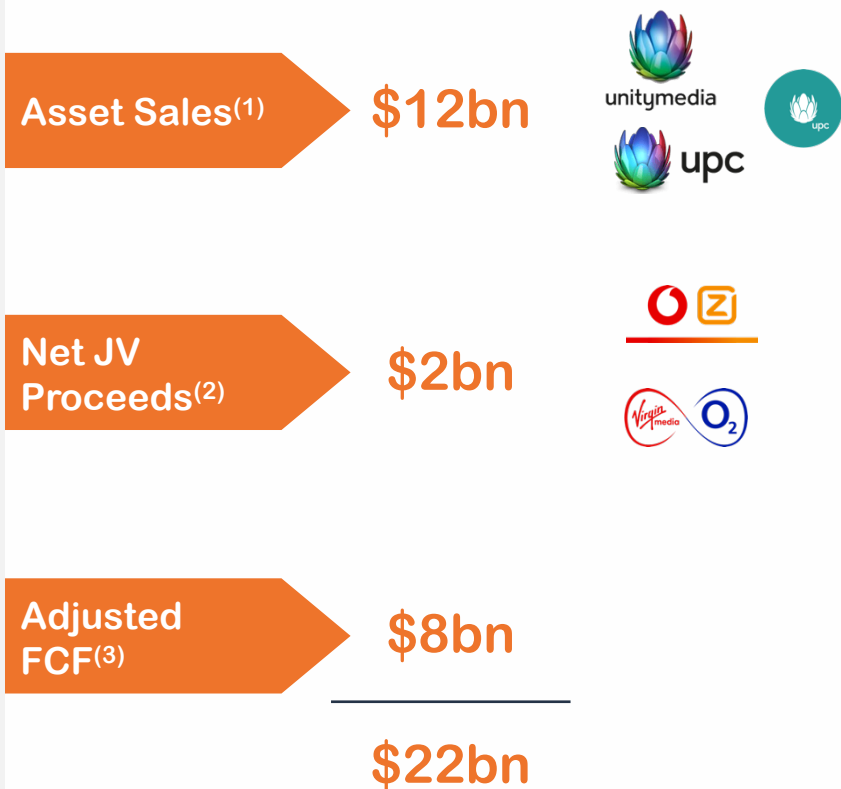 Asset Sales(1)
$12bn
unitymedia
upc
upc
Net JV
Proceeds(2)
$2bn
Z
Virgin
media
O2
Adjusted
FCF(3)
$8bn
$22bn